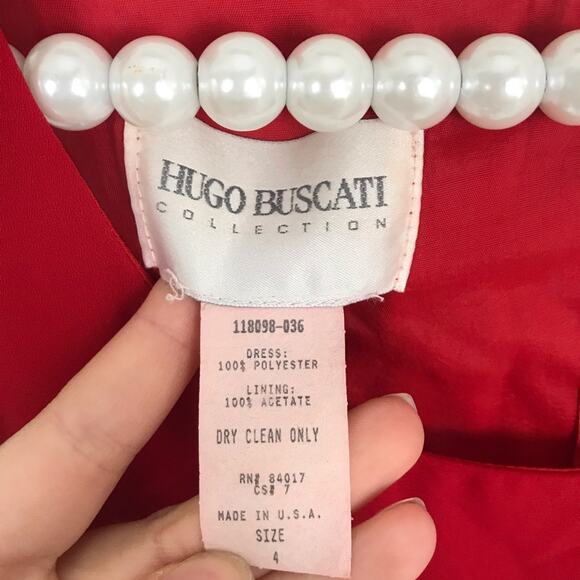 HUGO BUSCATI
COLLECTION
118098-036
DRESS:
100% POLYESTER
LINING:
100% ACETATE
DRY CLEAN ONLY
RN# 84017
CS# 7
MADE IN U.S.A.
SIZE
4